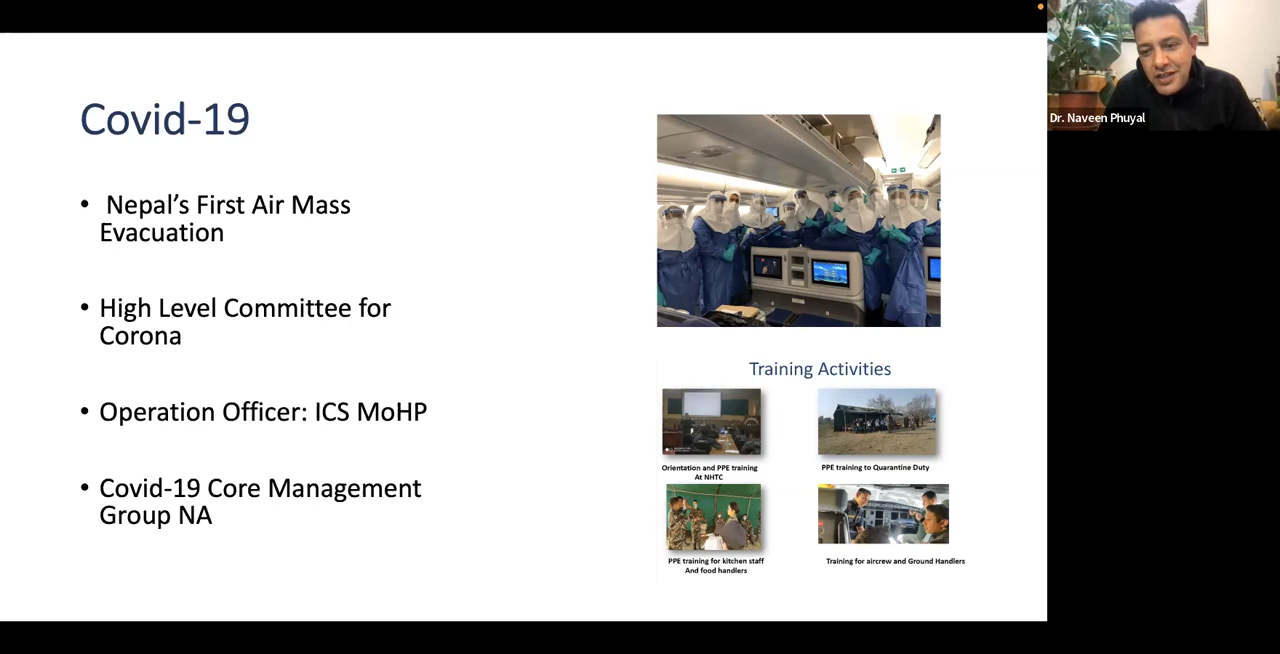 Covid-19
• Nepal’s First Air Mass
Evacuation
• High Level Committee for
Corona
• Operation Officer: ICS MoHP
• Covid-19 Core Management
Group NA
Training Activities
Orientation and PPE training
At NHTC
PPE training to Quarantine Duty
PPE training for kitchen staff
And food handlers
Training for aircrew and Ground Handlers
Dr. Naveen Phuyal